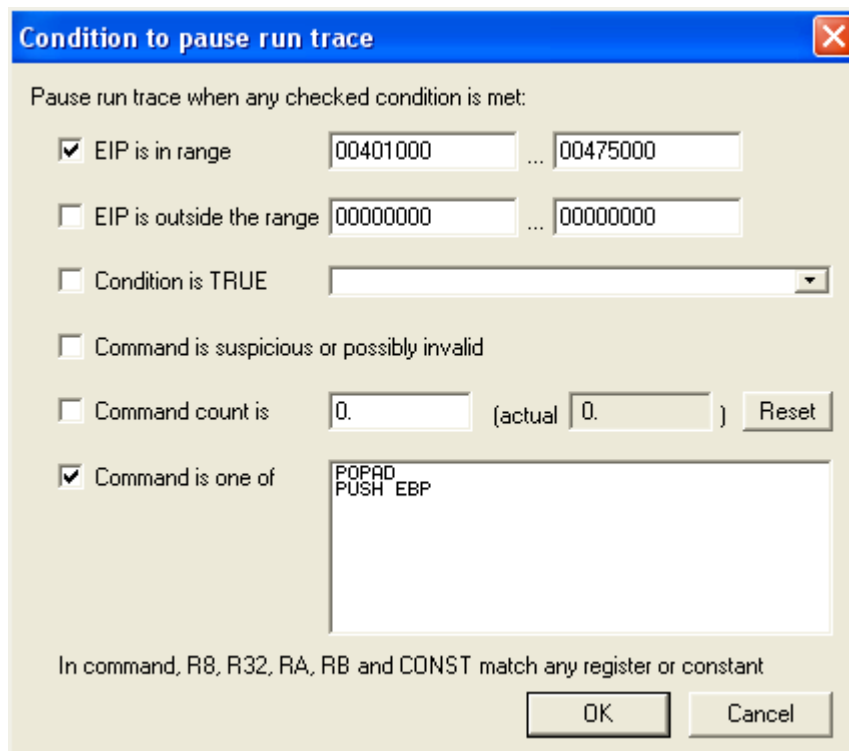 Condition to pause run trace
Pause run trace when any checked condition is met:
EIP is in range 00401000 ... 00475000
EIP is outside the range 00000000 ... 00000000
Condition is TRUE
Command is suspicious or possibly invalid
Command count is 0. (actual 0. ) Reset
Command is one of POPAD
PUSH EBP
In command, R8, R32, RA, RB and CONST match any register or constant
OK Cancel